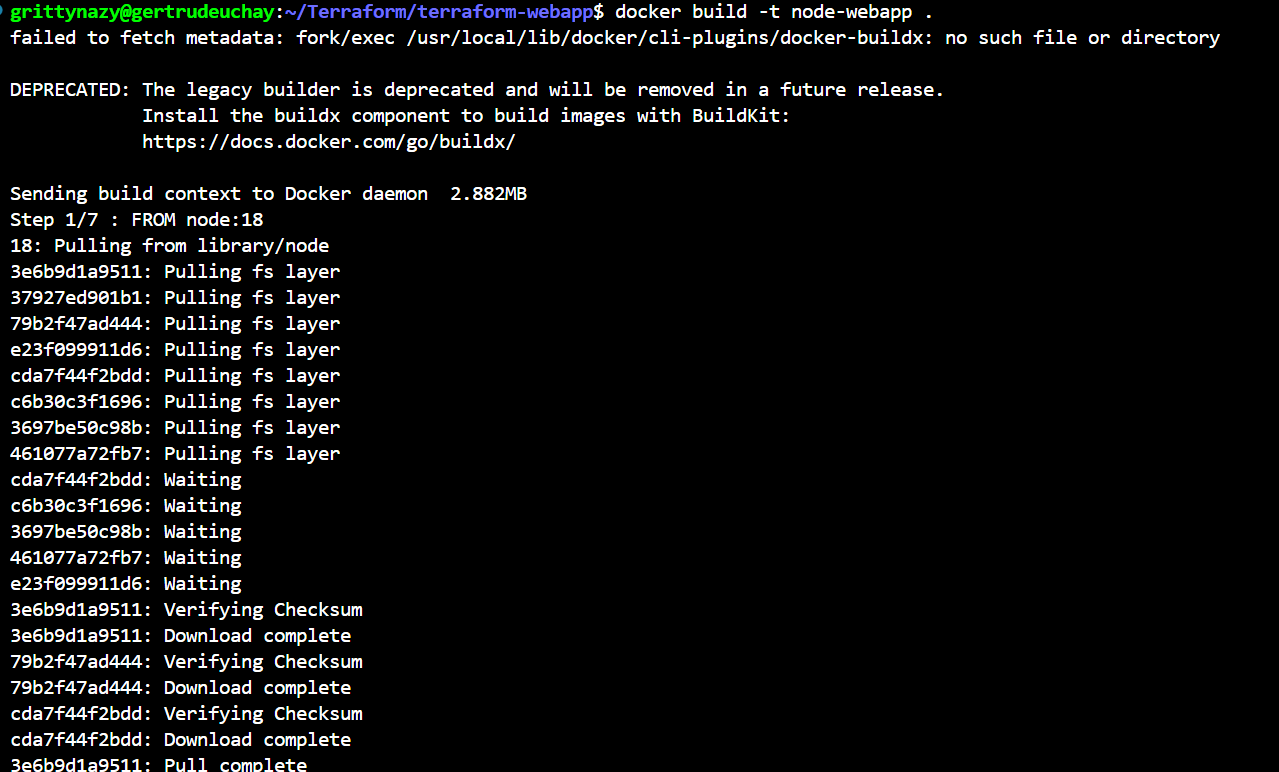 grittynazy@gertrudeuchay:~/Terraform/terraform-webapp$ docker build -t node-webapp .
failed to fetch metadata: fork/exec /usr/local/lib/docker/cli-plugins/docker-buildx: no such file or directory
DEPRECATED: The legacy builder is deprecated and will be removed in a future release.
Install the buildx component to build images with BuildKit:
https://docs.docker.com/go/buildx/
Sending build context to Docker daemon  2.882MB
Step 1/7 : FROM node:18
18: Pulling from library/node
3e6b9d1a9511: Pulling fs layer
37927ed901b1: Pulling fs layer
79b2f47ad444: Pulling fs layer
e23f099911d6: Pulling fs layer
cda7f44f2bdd: Pulling fs layer
c6b30c3f1696: Pulling fs layer
3697be50c98b: Pulling fs layer
461077a72fb7: Pulling fs layer
cda7f44f2bdd: Waiting
c6b30c3f1696: Waiting
3697be50c98b: Waiting
461077a72fb7: Waiting
e23f099911d6: Waiting
3e6b9d1a9511: Verifying Checksum
3e6b9d1a9511: Download complete
79b2f47ad444: Verifying Checksum
79b2f47ad444: Download complete
cda7f44f2bdd: Verifying Checksum
cda7f44f2bdd: Download complete
3e6b9d1a9511: Pull complete